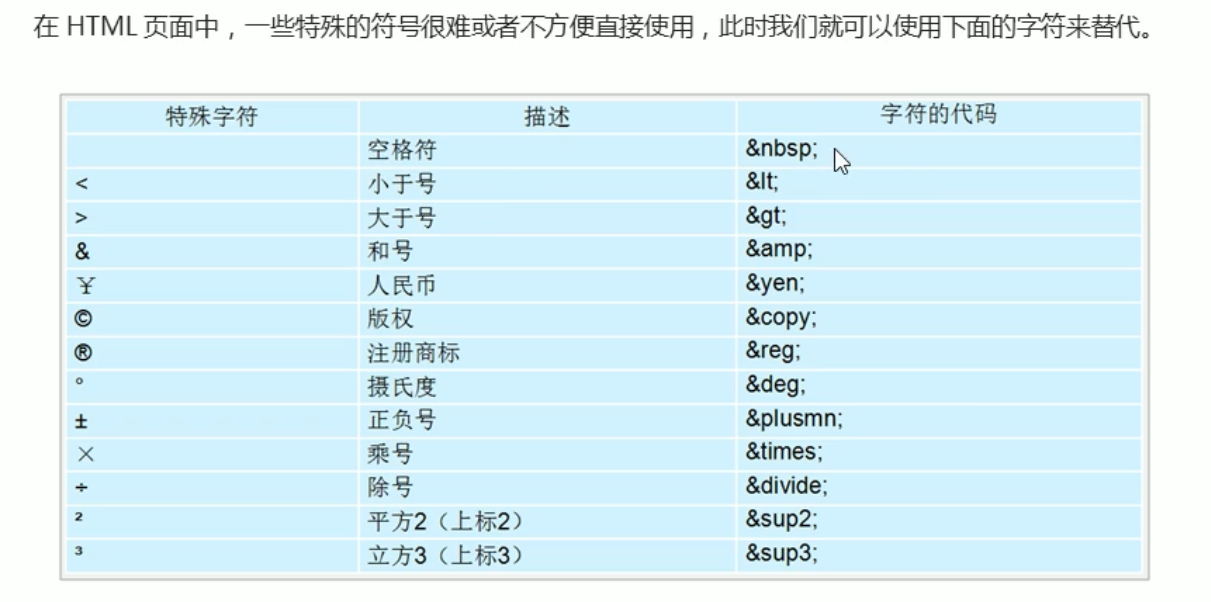 在 HTML 页面中，一些特殊的符号很难或者不方便直接使用，此时我们就可以使用下面的字符来替代。
特殊字符 描述 字符的代码
空格符 &nbsp;
< 小于号 &lt;
> 大于号 &gt;
& 和号 &amp;
¥ 人民币 &yen;
© 版权 &copy;
® 注册商标 &reg;
° 摄氏度 &deg;
± 正负号 &plusmn;
× 乘号 &times;
÷ 除号 &divide;
² 平方2（上标2） &sup2;
³ 立方3（上标3） &sup3;